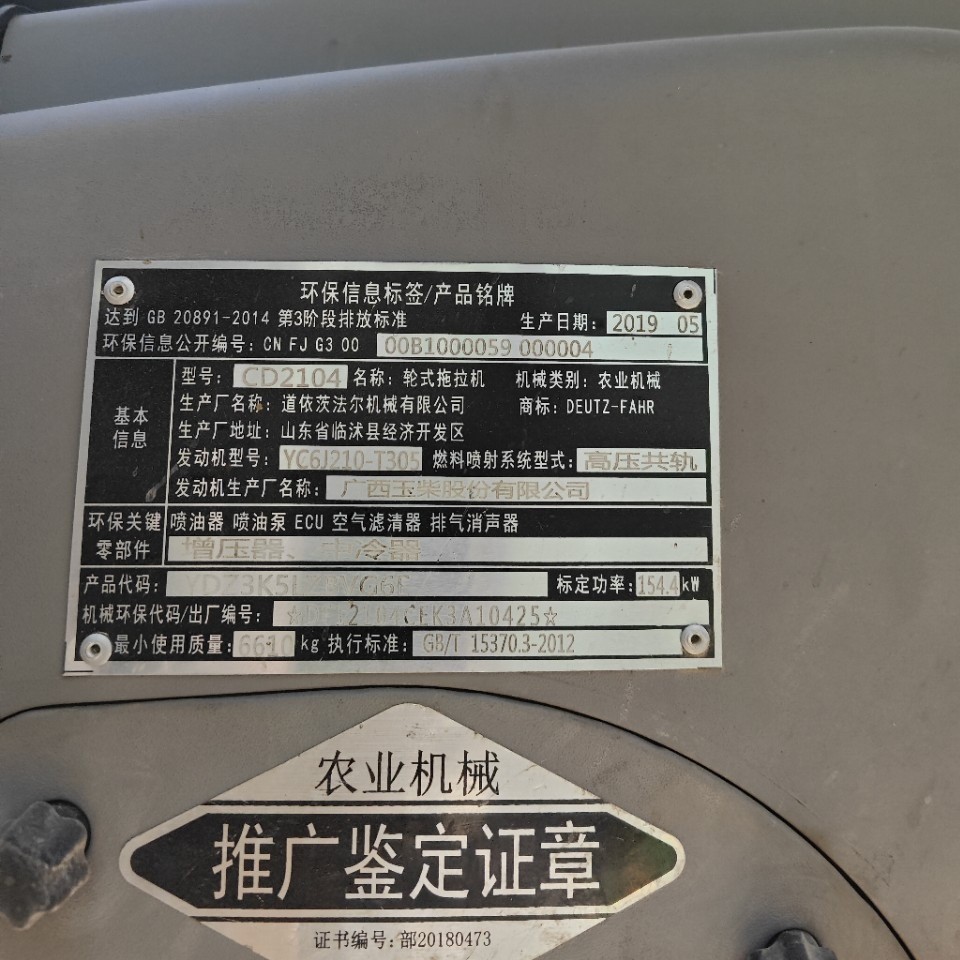 环保信息标签/产品铭牌
达到 GB 20891-2014 第3阶段排放标准 生产日期: 2019 05
环保信息公开编号: CN FJ G3 00 00B1000059 000004
基本信息
型号: CD2104 名称: 轮式拖拉机 机械类别: 农业机械
生产厂名称: 道依茨法尔机械有限公司 商标: DEUTZ-FAHR
生产厂地址: 山东省临沭县经济开发区
发动机型号: YC6J210-T305 燃料喷射系统型式: 高压共轨
发动机生产厂名称: 广西玉柴股份有限公司
环保关键零部件
喷油器 喷油泵 ECU 空气滤清器 排气消声器
增压器、中冷器
产品代码: 标定功率: 154.4 kW
机械环保代码/出厂编号:
最小使用质量: 6610 kg 执行标准: GB/T 15370.3-2012
农业机械
推广鉴定证章
证书编号: 部20180473